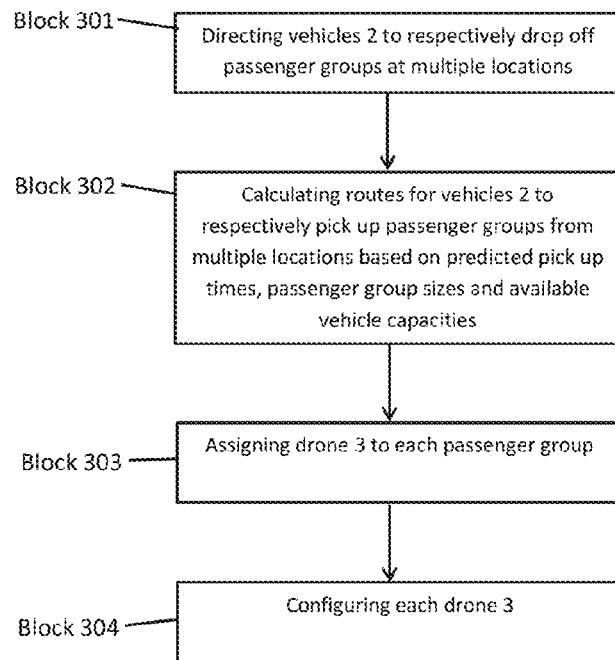 Block 301
Directing vehicles 2 to respectively drop off
passenger groups at multiple locations
Block 302
Calculating routes for vehicles 2 to
respectively pick up passenger groups from
multiple locations based on predicted pick up
times, passenger group sizes and available
vehicle capacities
Block 303
Assigning drone 3 to each passenger group
Block 304
Configuring each drone 3